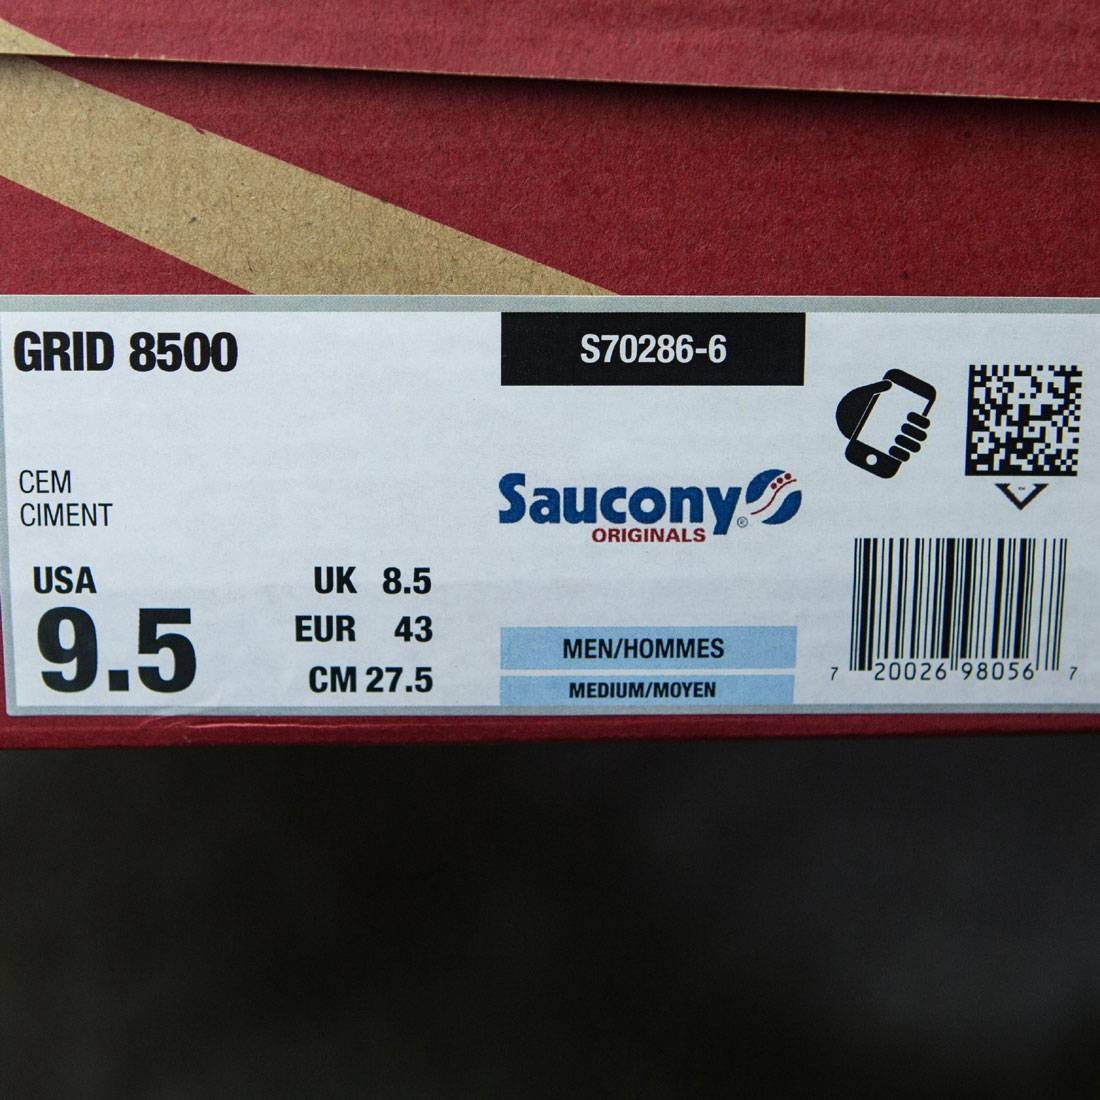 GRID 8500
S70286-6
CEM
CIMENT
Saucony®
ORIGINALS
USA
9.5
UK 8.5
EUR 43
CM 27.5
MEN/HOMMES
MEDIUM/MOYEN
7 20026 98056 7